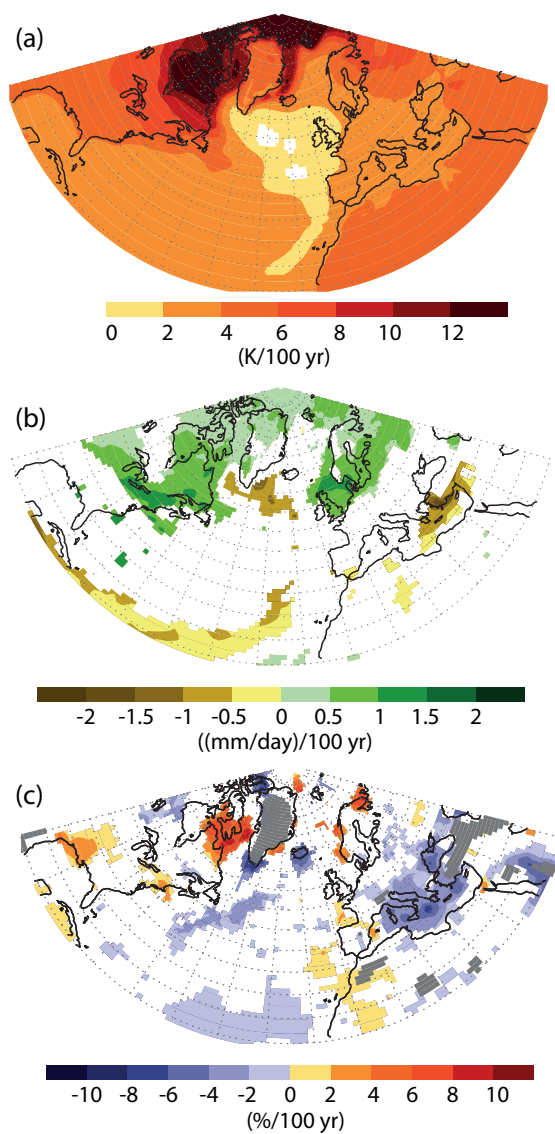 (a)
0 2 4 6 8 10 12
(K/100 yr)
(b)
-2 -1.5 -1 -0.5 0 0.5 1 1.5 2
((mm/day)/100 yr)
(c)
-10 -8 -6 -4 -2 0 2 4 6 8 10
(%/100 yr)